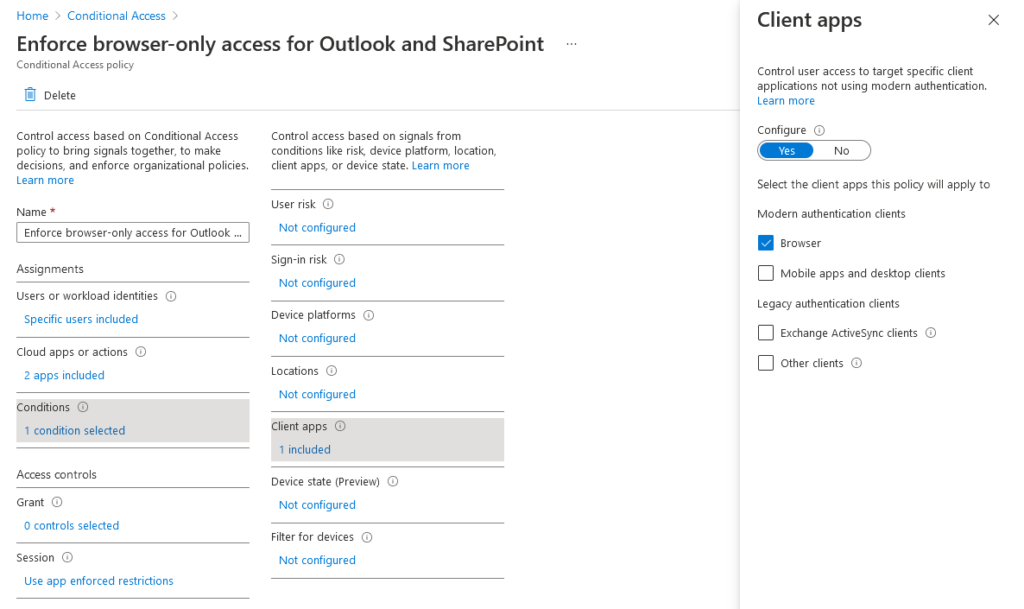 Home > Conditional Access >
Enforce browser-only access for Outlook and SharePoint ...
Conditional Access policy
Delete
Control access based on Conditional Access
policy to bring signals together, to make
decisions, and enforce organizational policies.
Learn more
Name *
Enforce browser-only access for Outlook ...
Assignments
Users or workload identities
Specific users included
Cloud apps or actions
2 apps included
Conditions
1 condition selected
Access controls
Grant
0 controls selected
Session
Use app enforced restrictions
Control access based on signals from
conditions like risk, device platform, location,
client apps, or device state. Learn more
User risk
Not configured
Sign-in risk
Not configured
Device platforms
Not configured
Locations
Not configured
Client apps
1 included
Device state (Preview)
Not configured
Filter for devices
Not configured
Client apps
Control user access to target specific client
applications not using modern authentication.
Learn more
Configure
Yes No
Select the client apps this policy will apply to
Modern authentication clients
Browser
Mobile apps and desktop clients
Legacy authentication clients
Exchange ActiveSync clients
Other clients